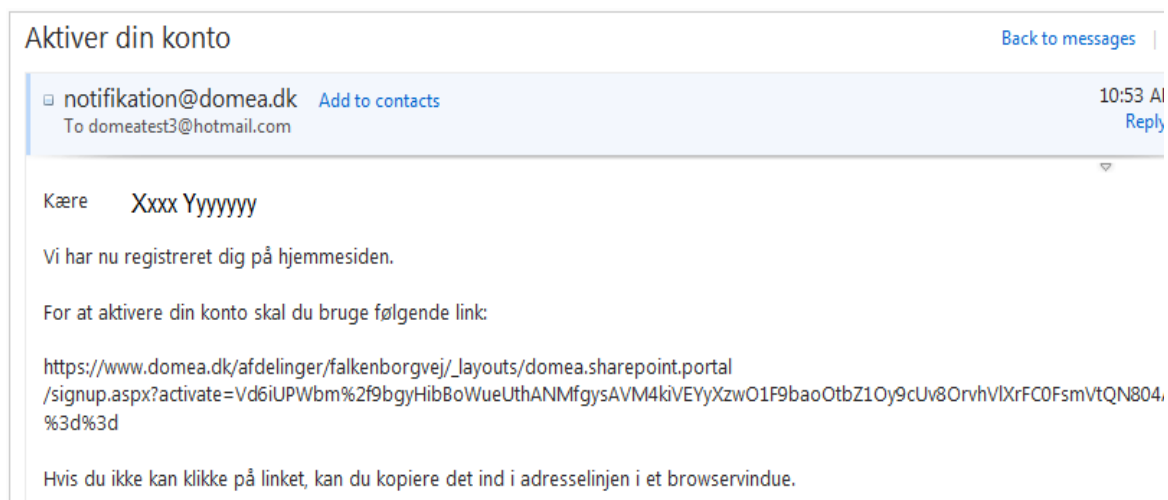 Aktiver din konto
Back to messages
notifikation@domea.dk Add to contacts
10:53
To domeatest3@hotmail.com
Reply
Kære Xxxx Yyyyyyy
Vi har nu registreret dig på hjemmesiden.
For at aktivere din konto skal du bruge følgende link:
https://www.domea.dk/afdelinger/falkenborgvej/_layouts/domea.sharepoint.portal
/signup.aspx?activate=Vd6iUPWbm%2f9bgyHibBoWueUthANMfgysAVM4kiVEYyXzwO1F9baoOtbZ1Oy9cUv8OrvhVlXrFC0FsmVtQN804A
%3d%3d
Hvis du ikke kan klikke på linket, kan du kopiere det ind i adresselinjen i et browservindue.